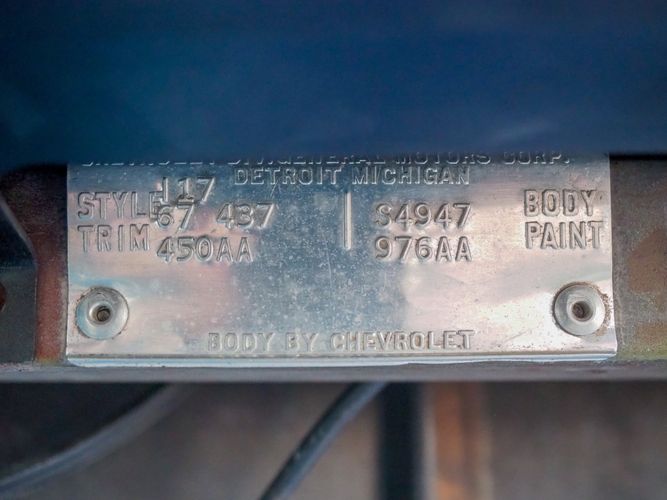 CHEVROLET DIV. GENERAL MOTORS CORP.
DETROIT MICHIGAN
J17
STYLE 67 437 S4947 BODY
TRIM 450AA 976AA PAINT
BODY BY CHEVROLET